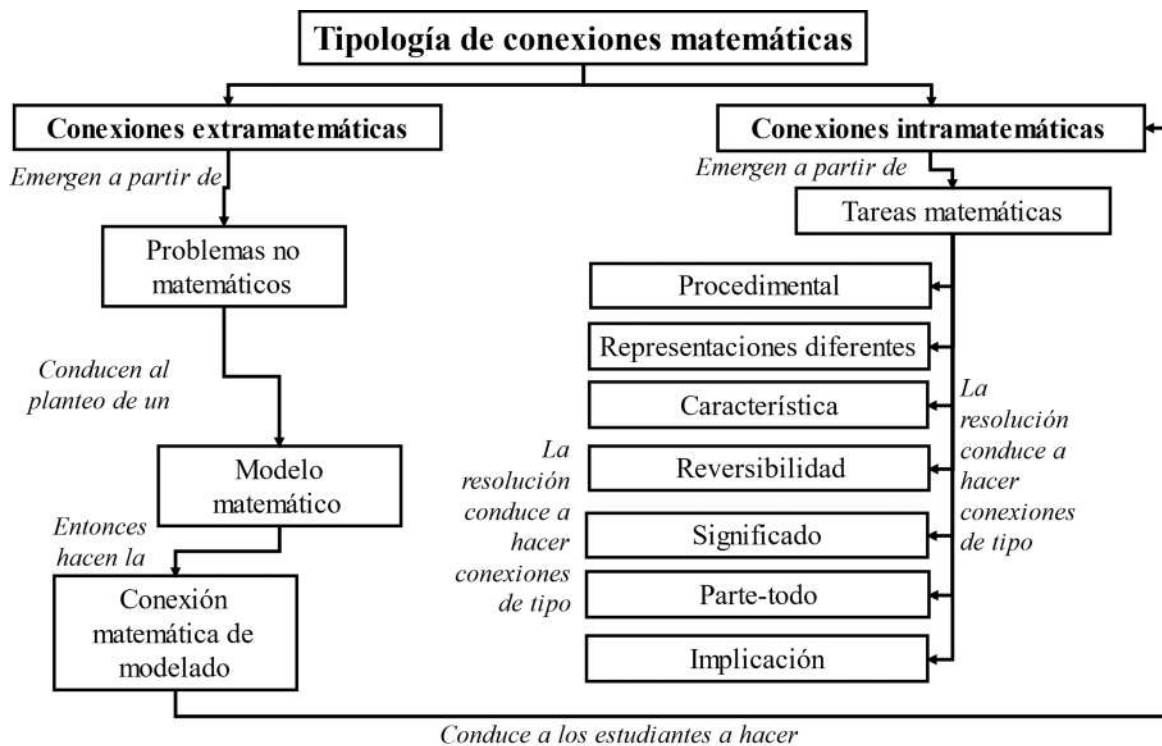 Tipología de conexiones matemáticas
Conexiones extramatemáticas
Conexiones intramatemáticas
Emergen a partir de
Emergen a partir de
Problemas no
matemáticos
Conducen al
planteo de un
Modelo
matemático
Entonces
hacen la
Conexión
matemática de
modelado
Tareas matemáticas
Procedimental
Representaciones diferentes
Característica
Reversibilidad
Significado
Parte-todo
Implicación
La
resolución
conduce a
hacer
conexiones
de tipo
La
resolución
conduce a
hacer
conexiones
de tipo
Conduce a los estudiantes a hacer